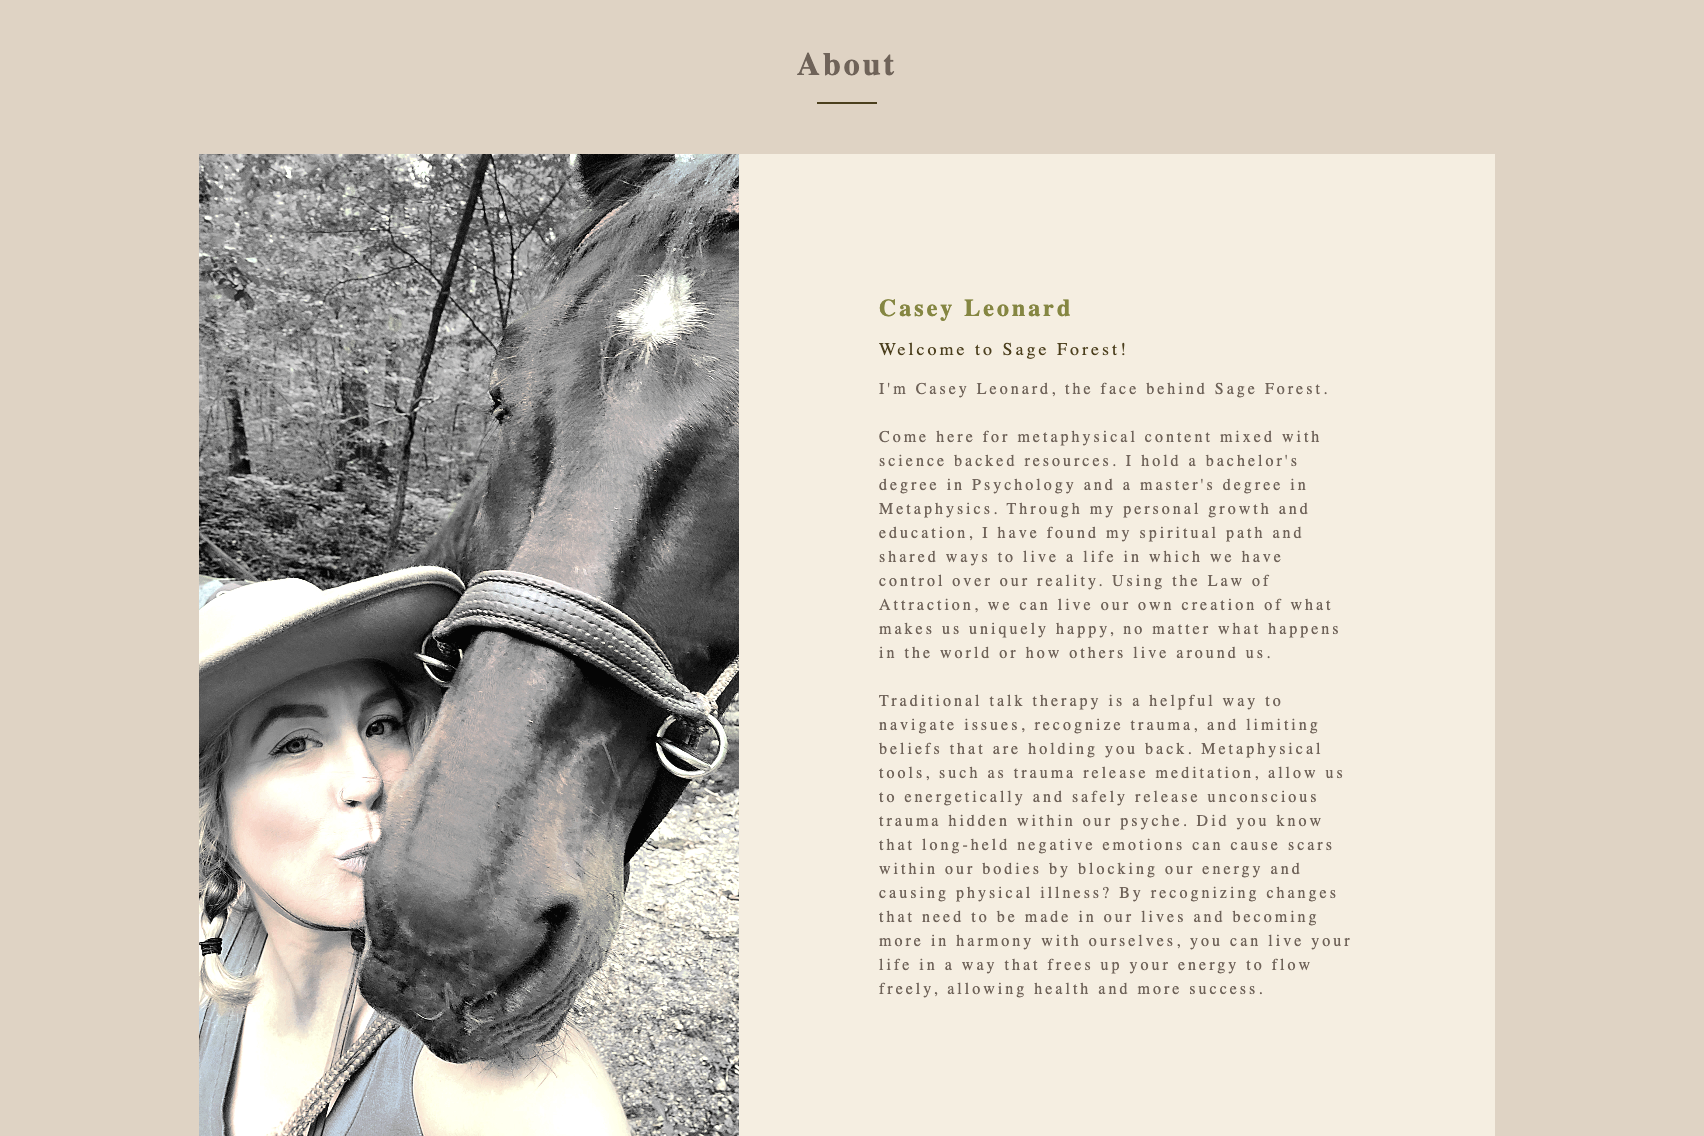 About
Casey Leonard
Welcome to Sage Forest!
I'm Casey Leonard, the face behind Sage Forest.
Come here for metaphysical content mixed with
science backed resources. I hold a bachelor's
degree in Psychology and a master's degree in
Metaphysics. Through my personal growth and
education, I have found my spiritual path and
shared ways to live a life in which we have
control over our reality. Using the Law of
Attraction, we can live our own creation of what
makes us uniquely happy, no matter what happens
in the world or how others live around us.
Traditional talk therapy is a helpful way to
navigate issues, recognize trauma, and limiting
beliefs that are holding you back. Metaphysical
tools, such as trauma release meditation, allow us
to energetically and safely release unconscious
trauma hidden within our psyche. Did you know
that long-held negative emotions can cause scars
within our bodies by blocking our energy and
causing physical illness? By recognizing changes
that need to be made in our lives and becoming
more in harmony with ourselves, you can live your
life in a way that frees up your energy to flow
freely, allowing health and more success.